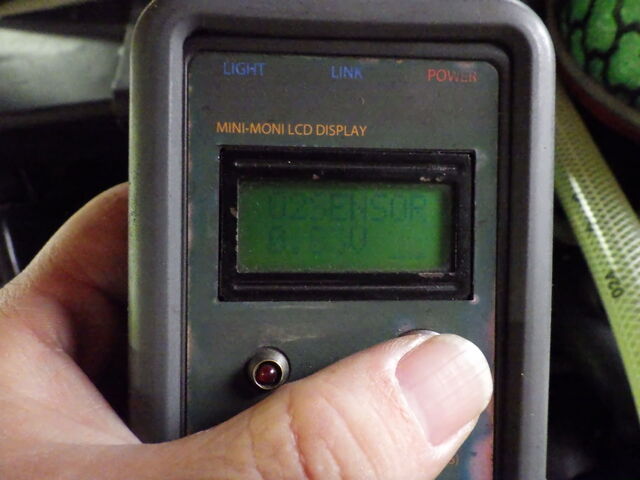 LIGHT LINK POWER
MINI-MONI LCD DISPLAY
O2SENSOR